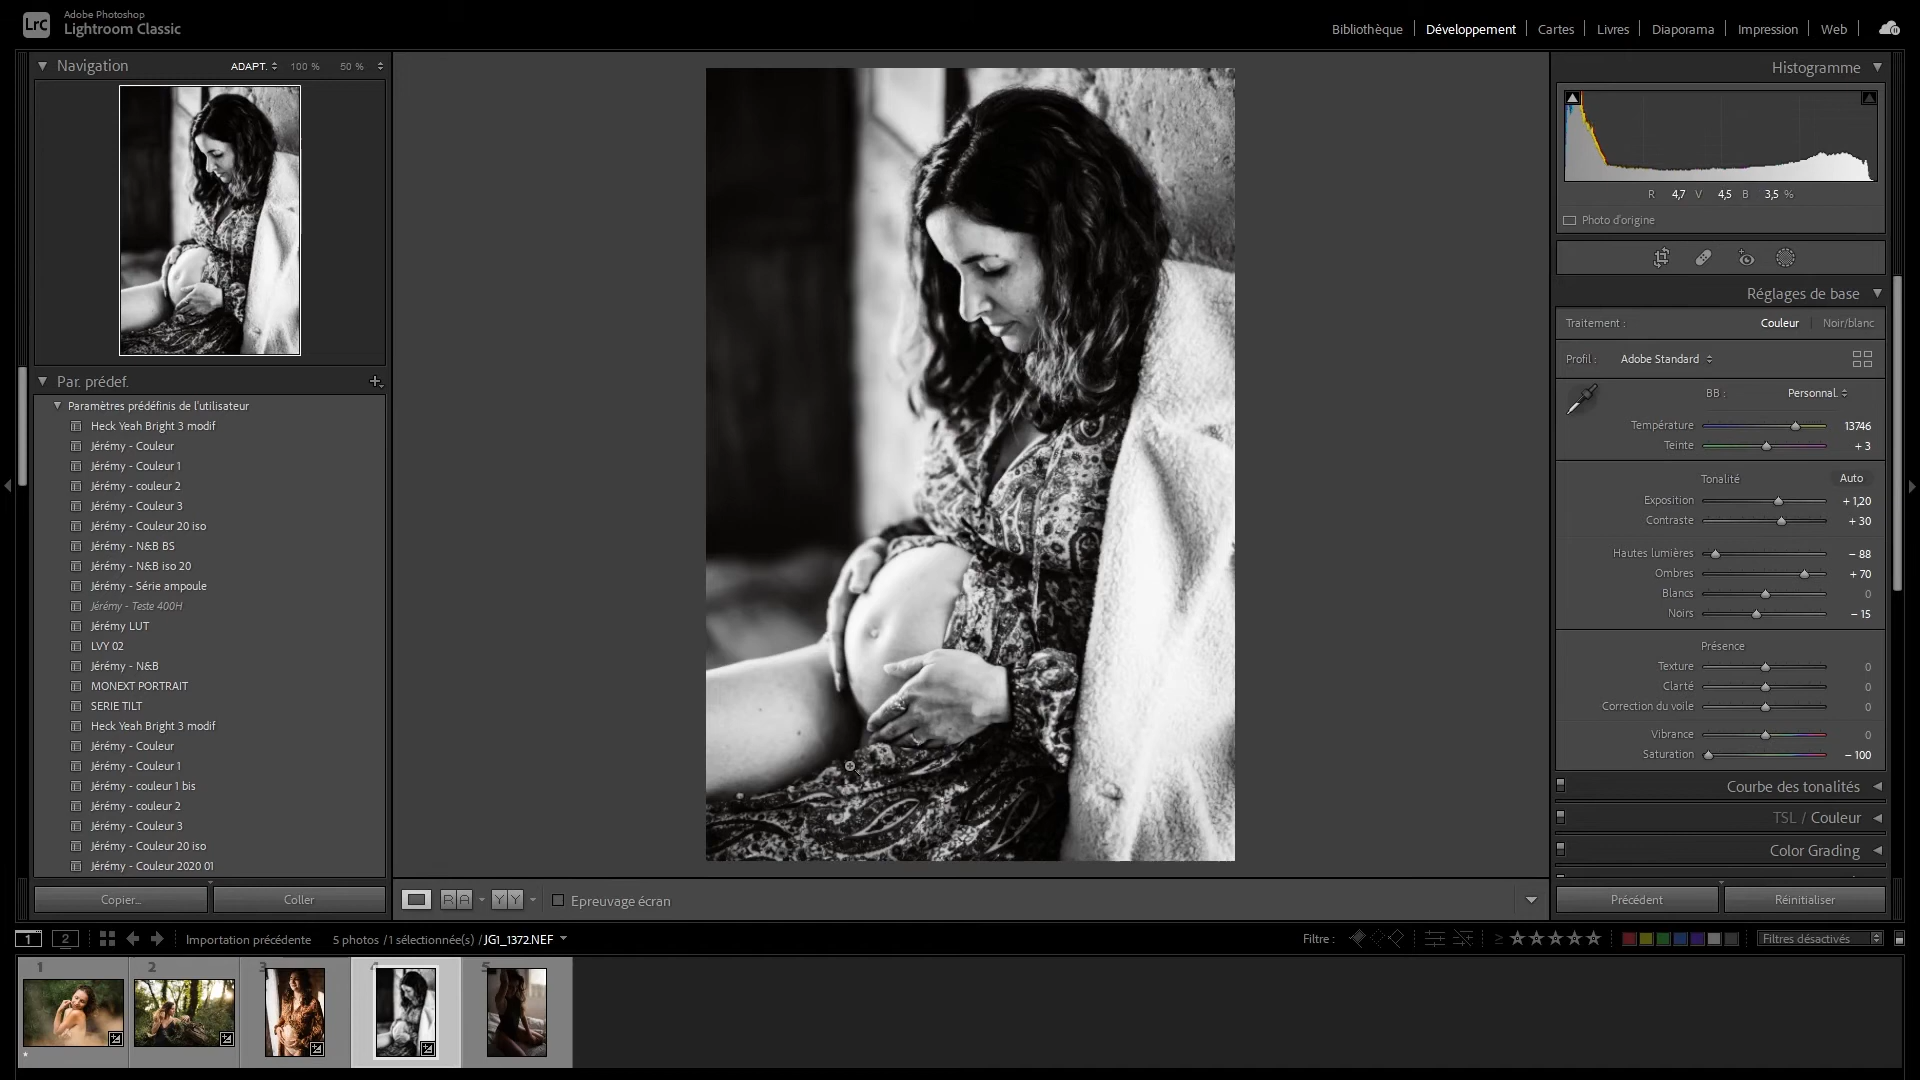 LrC
Adobe Photoshop
Lightroom Classic
Bibliothèque | Développement | Cartes | Livres | Diaporama | Impression | Web
Navigation ADAPT. 100 % 50 %
Par. prédéf.
Paramètres prédéfinis de l'utilisateur
Heck Yeah Bright 3 modif
Jérémy - Couleur
Jérémy - Couleur 1
Jérémy - couleur 2
Jérémy - Couleur 3
Jérémy - Couleur 20 iso
Jérémy - N&B BS
Jérémy - N&B iso 20
Jérémy - Série ampoule
Jérémy - Teste 400H
Jérémy LUT
LVY 02
Jérémy - N&B
MONEXT PORTRAIT
SERIE TILT
Heck Yeah Bright 3 modif
Jérémy - Couleur
Jérémy - Couleur 1
Jérémy - couleur 1 bis
Jérémy - couleur 2
Jérémy - Couleur 3
Jérémy - Couleur 20 iso
Jérémy - Couleur 2020 01
Copier... Coller
R A Y Y Epreuvage écran
Histogramme
R 4,7 V 4,5 B 3,5 %
Photo d'origine
Réglages de base
Traitement : Couleur | Noir/blanc
Profil : Adobe Standard
BB : Personnal.
Température 13746
Teinte + 3
Tonalité Auto
Exposition + 1,20
Contraste + 30
Hautes lumières – 88
Ombres + 70
Blancs 0
Noirs – 15
Présence
Texture 0
Clarté 0
Correction du voile 0
Vibrance 0
Saturation – 100
Courbe des tonalités
TSL / Couleur
Color Grading
Précédent Réinitialiser
1 2 Importation précédente 5 photos /1 sélectionnée(s) /JG1_1372.NEF Filtre : ≥ Filtres désactivés
1 2 3 4 5